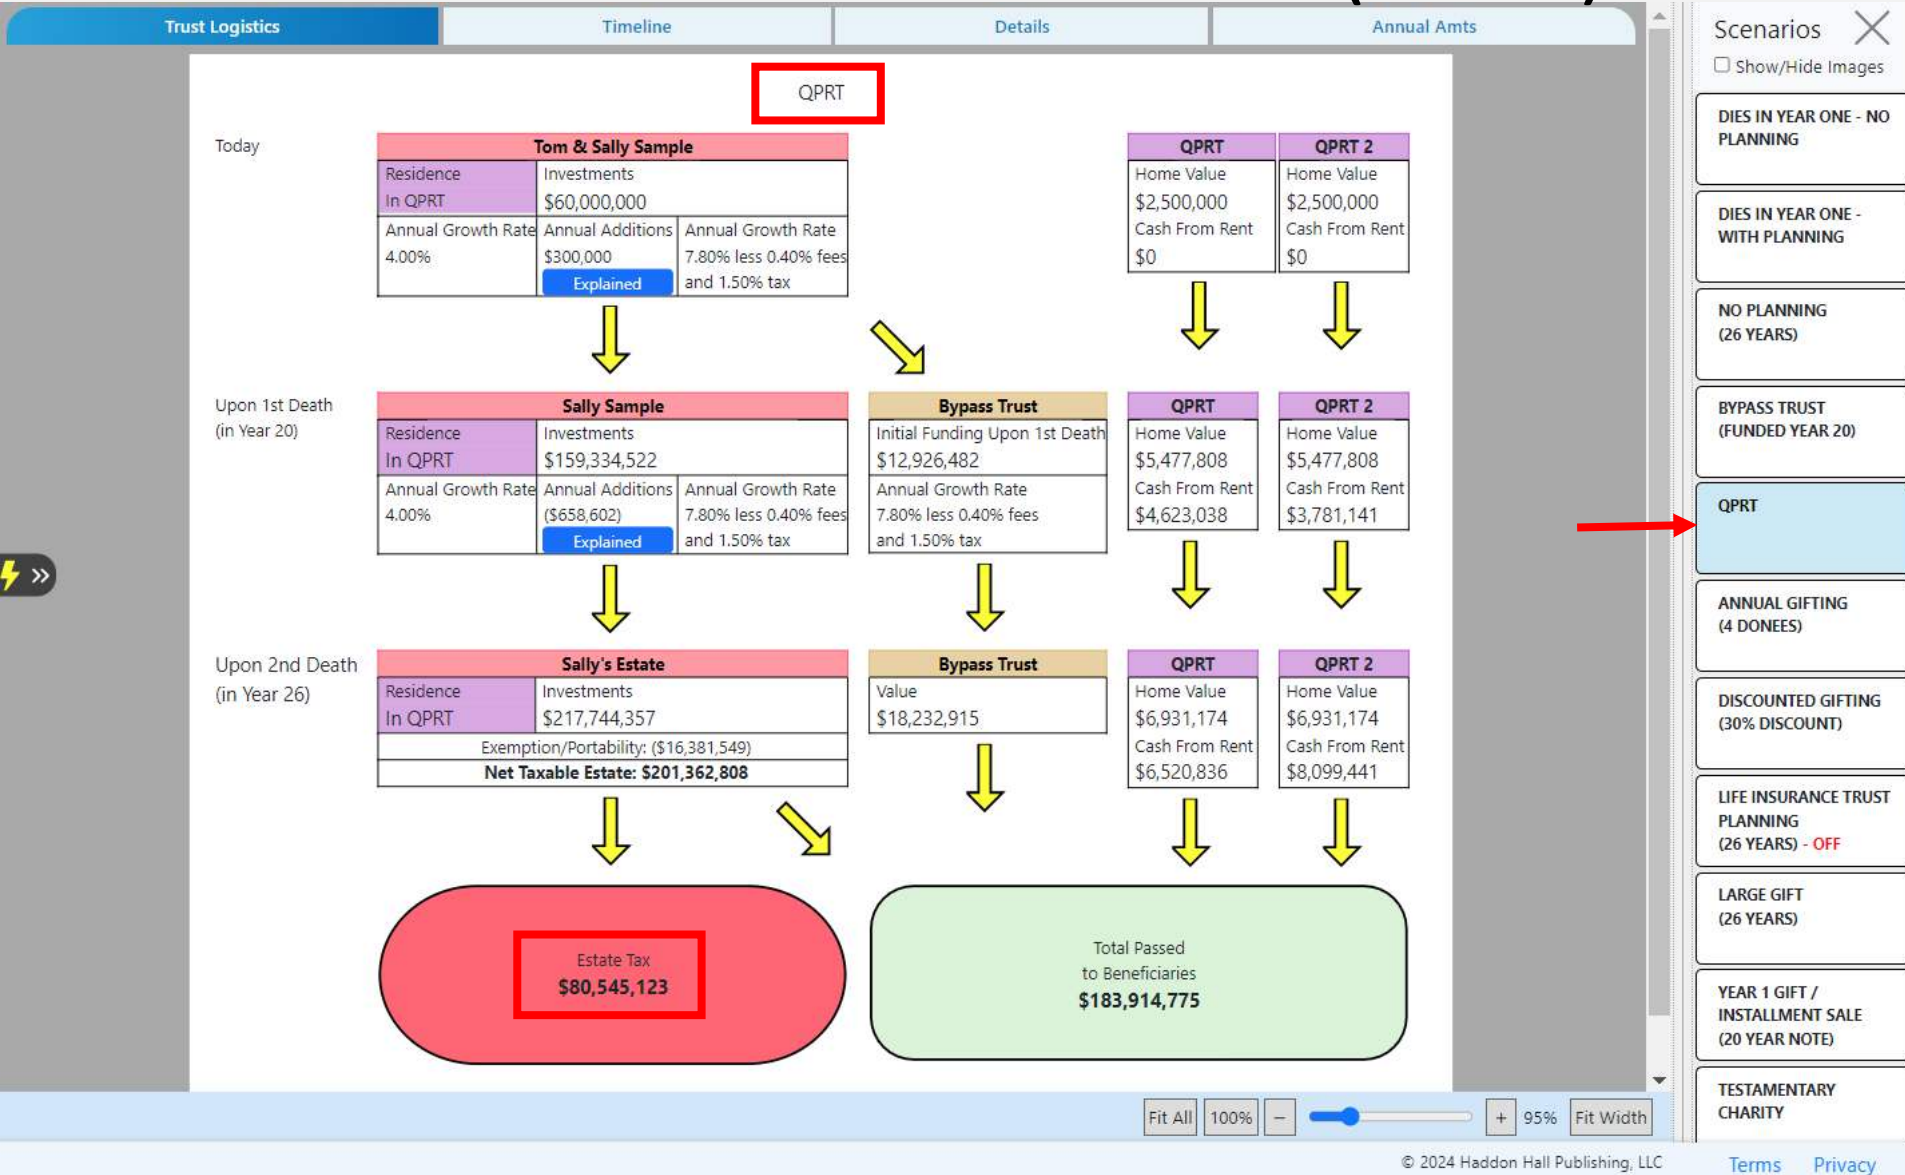 Trust Logistics
Timeline
Details
Annual Amts
QPRT
Today
Tom & Sally Sample
QPRT
QPRT 2
Residence
Investments
Home Value
Home Value
In QPRT
$60,000,000
$2,500,000
$2,500,000
Annual Growth Rate
Annual Additions
Annual Growth Rate
Cash From Rent
Cash From Rent
4.00%
$300,000
7.80% less 0.40% fees
$0
$0
Explained
and 1.50% tax
Upon 1st Death
(in Year 20)
Sally Sample
Bypass Trust
QPRT
QPRT 2
Residence
Investments
Initial Funding Upon 1st Death
Home Value
Home Value
In QPRT
$159,334,522
$12,926,482
$5,477,808
$5,477,808
Annual Growth Rate
Annual Additions
Annual Growth Rate
Annual Growth Rate
Cash From Rent
Cash From Rent
4.00%
($658,602)
7.80% less 0.40% fees
7.80% less 0.40% fees
$4,623,038
$3,781,141
Explained
and 1.50% tax
and 1.50% tax
Upon 2nd Death
(in Year 26)
Sally's Estate
Bypass Trust
QPRT
QPRT 2
Residence
Investments
Value
Home Value
Home Value
In QPRT
$217,744,357
$18,232,915
$6,931,174
$6,931,174
Exemption/Portability: ($16,381,549)
Cash From Rent
Cash From Rent
Net Taxable Estate: $201,362,808
$6,520,836
$8,099,441
Estate Tax
$80,545,123
Total Passed
to Beneficiaries
$183,914,775
Scenarios
Show/Hide Images
DIES IN YEAR ONE - NO
PLANNING
DIES IN YEAR ONE -
WITH PLANNING
NO PLANNING
(26 YEARS)
BYPASS TRUST
(FUNDED YEAR 20)
QPRT
ANNUAL GIFTING
(4 DONEES)
DISCOUNTED GIFTING
(30% DISCOUNT)
LIFE INSURANCE TRUST
PLANNING
(26 YEARS) - OFF
LARGE GIFT
(26 YEARS)
YEAR 1 GIFT /
INSTALLMENT SALE
(20 YEAR NOTE)
TESTAMENTARY
CHARITY
Fit All
100%
−
+
95%
Fit Width
© 2024 Haddon Hall Publishing, LLC
Terms
Privacy